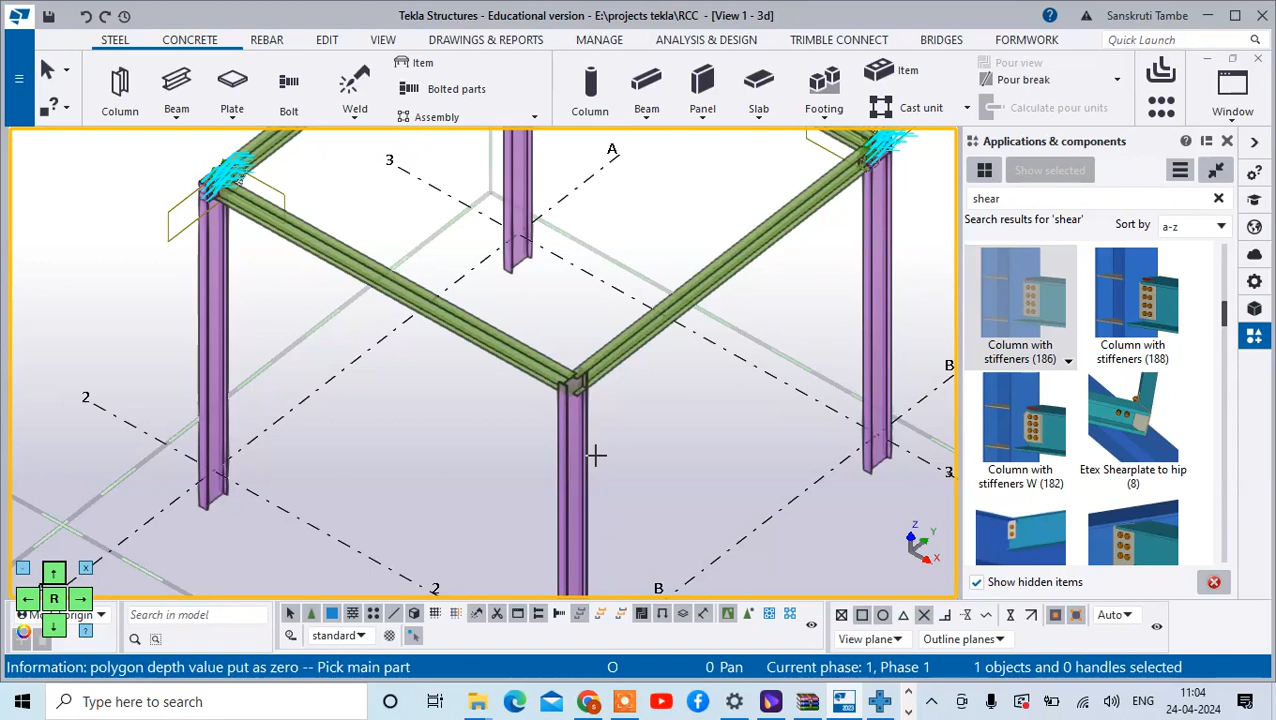 Tekla Structures - Educational version - E:\projects tekla\RCC - [View 1 - 3d]
Sanskruti Tambe
STEEL CONCRETE REBAR EDIT VIEW DRAWINGS & REPORTS MANAGE ANALYSIS & DESIGN TRIMBLE CONNECT BRIDGES FORMWORK Quick Launch
Item
Bolted parts
Assembly
Column Beam Plate Bolt Weld
Column Beam Panel Slab Footing
Item
Cast unit
Pour view
Pour break
Calculate pour units
Window
Applications & components
Show selected
shear
Search results for 'shear'
Sort by a-z
Column with stiffeners (186)
Column with stiffeners (188)
Column with stiffeners W (182)
Etex Shearplate to hip (8)
Show hidden items
3
A
2
B
3
2
B
Z
Y
X
R
x
?
origin
Search in model
standard
Auto
View plane
Outline planes
Information: polygon depth value put as zero -- Pick main part
O
0 Pan
Current phase: 1, Phase 1
1 objects and 0 handles selected
Type here to search
ENG
11:04
24-04-2024